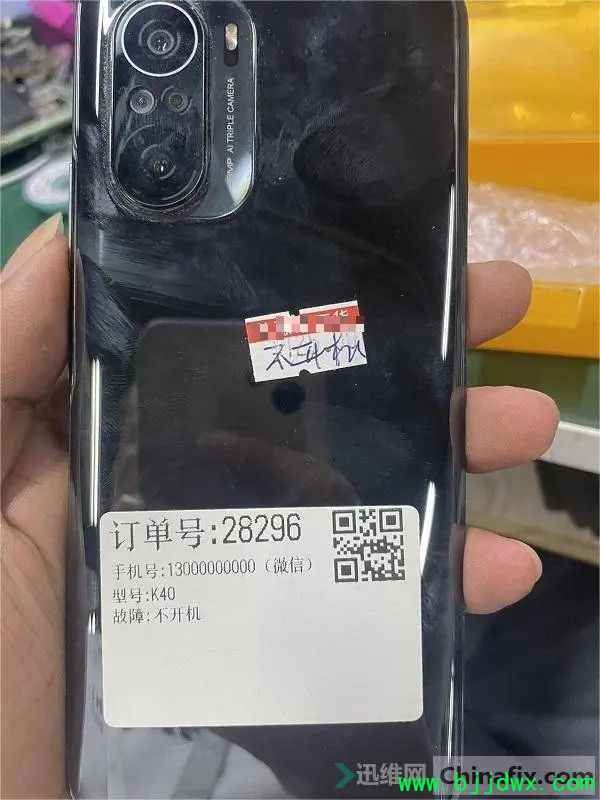 MP AI TRIPLE CAMERA
不开机
订单号:28296
手机号:13000000000（微信）
型号:K40
故障:不开机
迅维网 Chinafix.com
www.bjjdwx.com